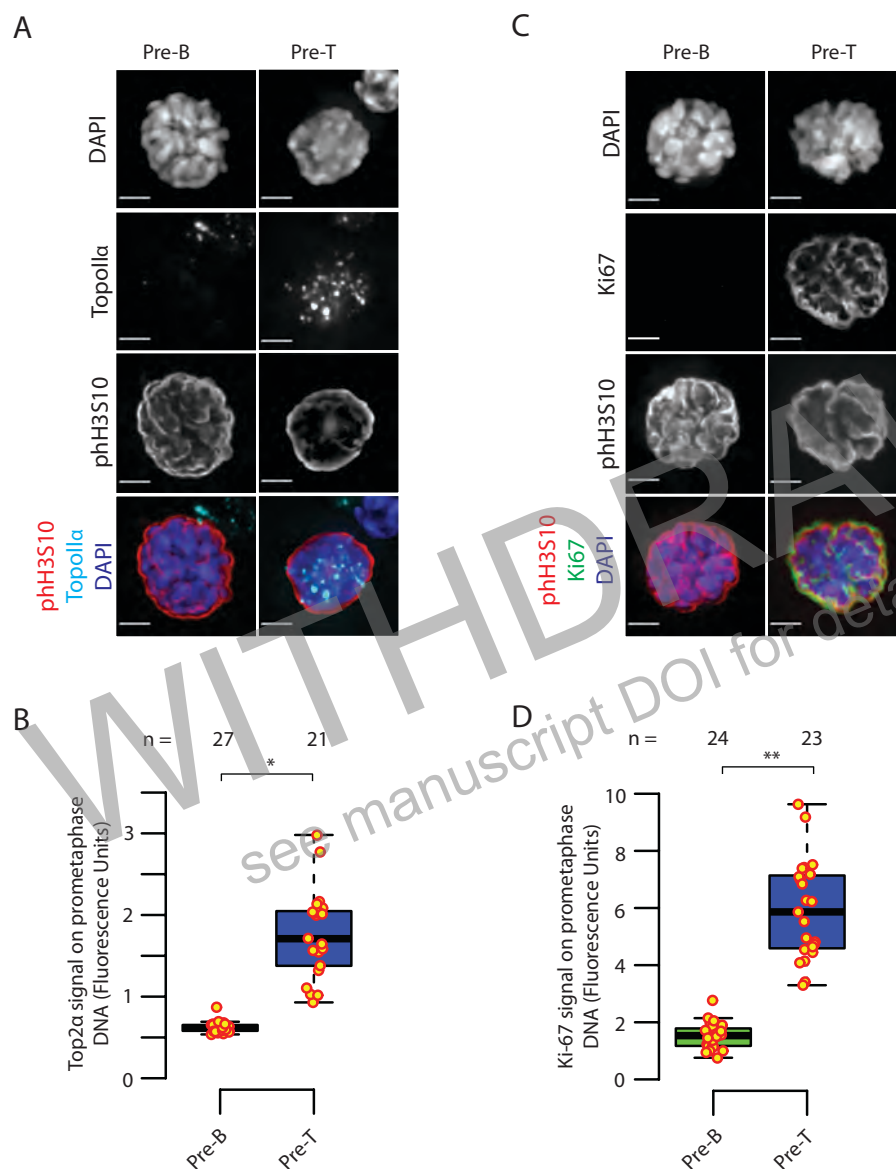 A
Pre-B Pre-T
DAPI
TopoIIα
phH3S10
phH3S10
TopoIIα
DAPI
C
Pre-B Pre-T
DAPI
Ki67
phH3S10
phH3S10
Ki67
DAPI
WITHDRA
see manuscript DOI for deta
B
n = 27 21
*
Top2α signal on prometaphase
DNA (Fluorescence Units)
3
2
1
0
Pre-B Pre-T
D
n = 24 23
**
Ki-67 signal on prometaphase
DNA (Fluorescence Units)
10
8
6
4
2
0
Pre-B Pre-T